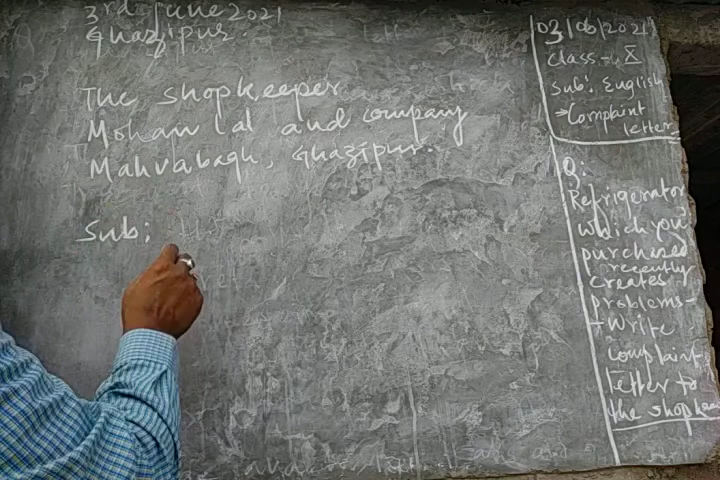 3rd June 2021
Ghazipur.
The shopkeeper
Mohan Lal and company
Mahvabagh, Ghazipur.
Sub:
03/06/2021
Class - X
Sub: English
⇒Complaint
letter
Q:
Refrigerator
which you
purchased
recently
creates
problems-
-Write
complaint
letter to
the shopkee